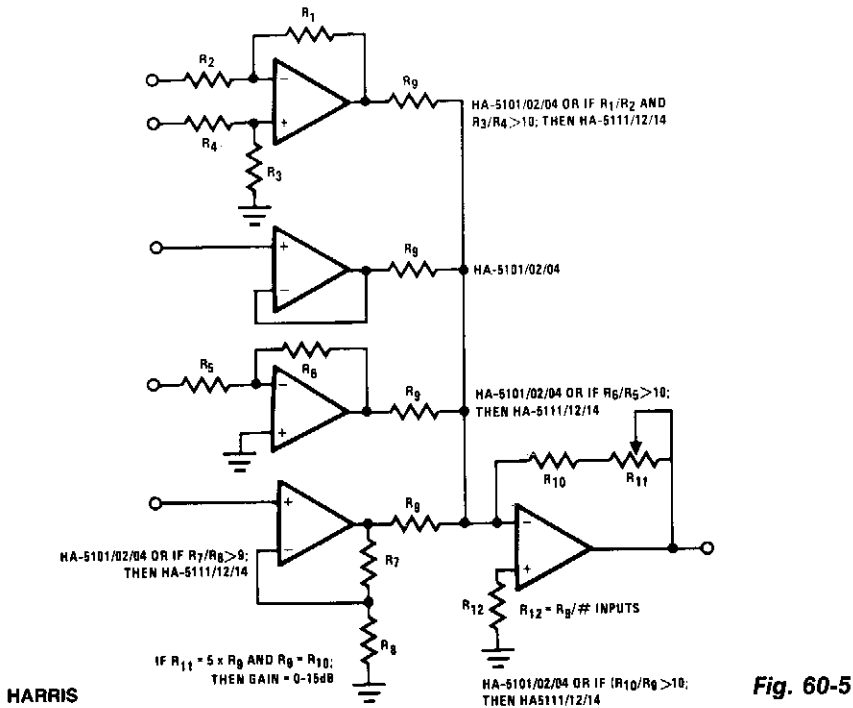 R1
R2
R9
HA-5101/02/04 OR IF R1/R2 AND
R3/R4>10; THEN HA-5111/12/14
R4
R3
R9
HA-5101/02/04
R5
R6
R9
HA-5101/02/04 OR IF R6/R5>10;
THEN HA-5111/12/14
R10
R11
R9
HA-5101/02/04 OR IF R7/R8>9;
THEN HA-5111/12/14
R7
R12
R12 = R9/# INPUTS
R8
IF R11 = 5 x R9 AND R9 = R10;
THEN GAIN = 0-15dB
HA-5101/02/04 OR IF (R10/R9 >10;
THEN HA5111/12/14
HARRIS
Fig. 60-5